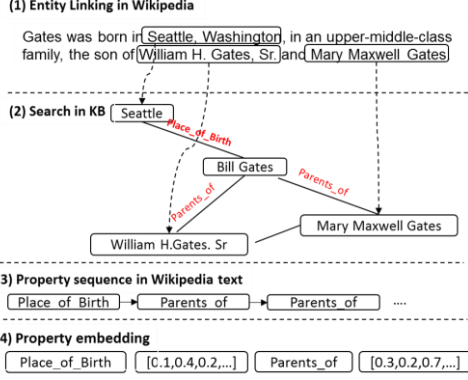 (1) Entity Linking in Wikipedia
Gates was born in Seattle, Washington, in an upper-middle-class
family, the son of William H. Gates, Sr. and Mary Maxwell Gates
(2) Search in KB
Seattle
Place_of_Birth
Bill Gates
Parents_of
Parents_of
Mary Maxwell Gates
William H.Gates. Sr
3) Property sequence in Wikipedia text
Place_of_Birth Parents_of Parents_of ....
4) Property embedding
Place_of_Birth [0.1,0.4,0.2,...] Parents_of [0.3,0.2,0.7,...]